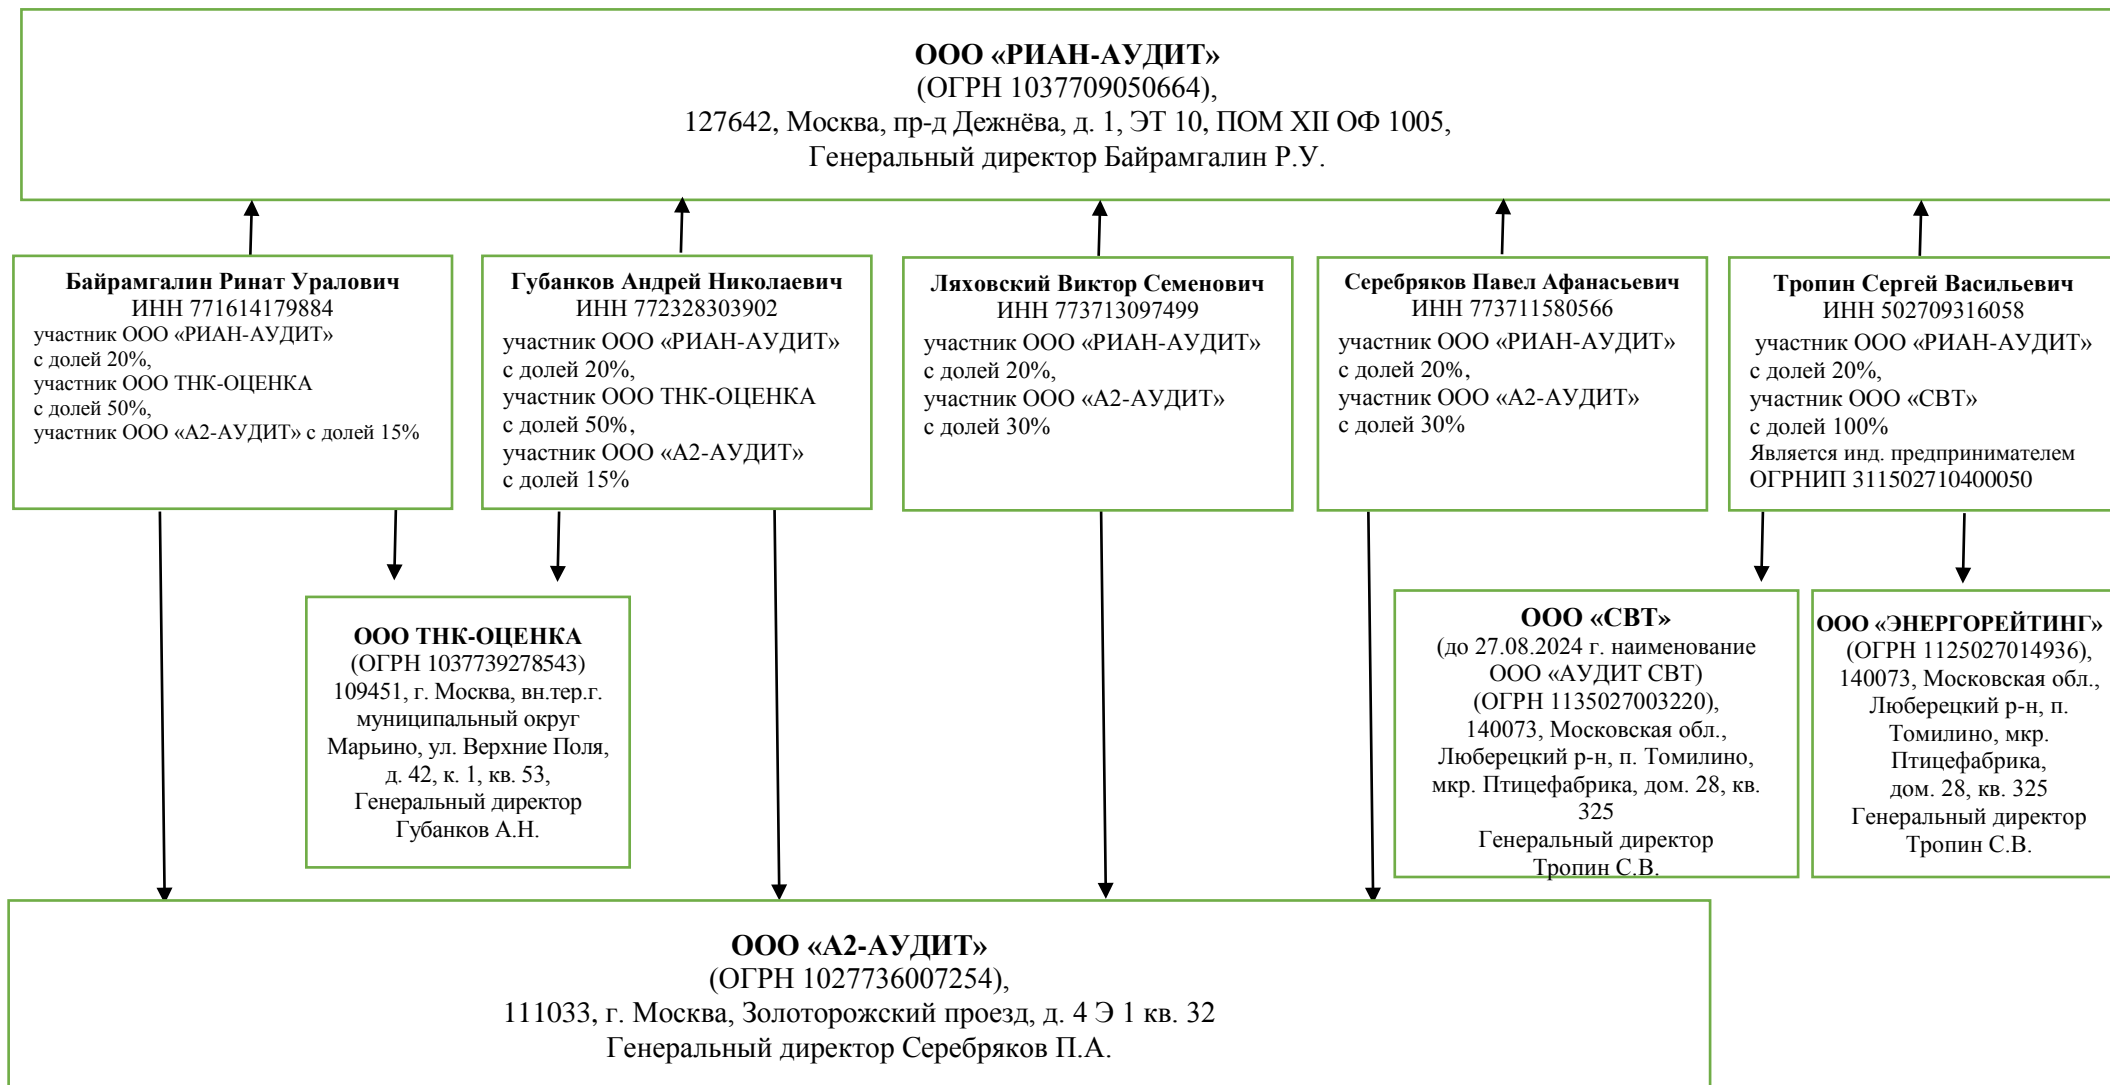 ООО «РИАН-АУДИТ»
(ОГРН 1037709050664),
127642, Москва, пр-д Дежнёва, д. 1, ЭТ 10, ПОМ XII ОФ 1005,
Генеральный директор Байрамгалин Р.У.
Байрамгалин Ринат Уралович
ИНН 771614179884
участник ООО «РИАН-АУДИТ»
с долей 20%,
участник ООО ТНК-ОЦЕНКА
с долей 50%,
участник ООО «А2-АУДИТ» с долей 15%
Губанков Андрей Николаевич
ИНН 772328303902
участник ООО «РИАН-АУДИТ»
с долей 20%,
участник ООО ТНК-ОЦЕНКА
с долей 50%,
участник ООО «А2-АУДИТ»
с долей 15%
Ляховский Виктор Семенович
ИНН 773713097499
участник ООО «РИАН-АУДИТ»
с долей 20%,
участник ООО «А2-АУДИТ»
с долей 30%
Серебряков Павел Афанасьевич
ИНН 773711580566
участник ООО «РИАН-АУДИТ»
с долей 20%,
участник ООО «А2-АУДИТ»
с долей 30%
Тропин Сергей Васильевич
ИНН 502709316058
участник ООО «РИАН-АУДИТ»
с долей 20%,
участник ООО «СВТ»
с долей 100%
Является инд. предпринимателем
ОГРНИП 311502710400050
ООО ТНК-ОЦЕНКА
(ОГРН 1037739278543)
109451, г. Москва, вн.тер.г.
муниципальный округ
Марьино, ул. Верхние Поля,
д. 42, к. 1, кв. 53,
Генеральный директор
Губанков А.Н.
ООО «СВТ»
(до 27.08.2024 г. наименование
ООО «АУДИТ СВТ)
(ОГРН 1135027003220),
140073, Московская обл.,
Люберецкий р-н, п. Томилино,
мкр. Птицефабрика, дом. 28, кв.
325
Генеральный директор
Тропин С.В.
ООО «ЭНЕРГОРЕЙТИНГ»
(ОГРН 1125027014936),
140073, Московская обл.,
Люберецкий р-н, п.
Томилино, мкр.
Птицефабрика,
дом. 28, кв. 325
Генеральный директор
Тропин С.В.
ООО «А2-АУДИТ»
(ОГРН 1027736007254),
111033, г. Москва, Золоторожский проезд, д. 4 Э 1 кв. 32
Генеральный директор Серебряков П.А.